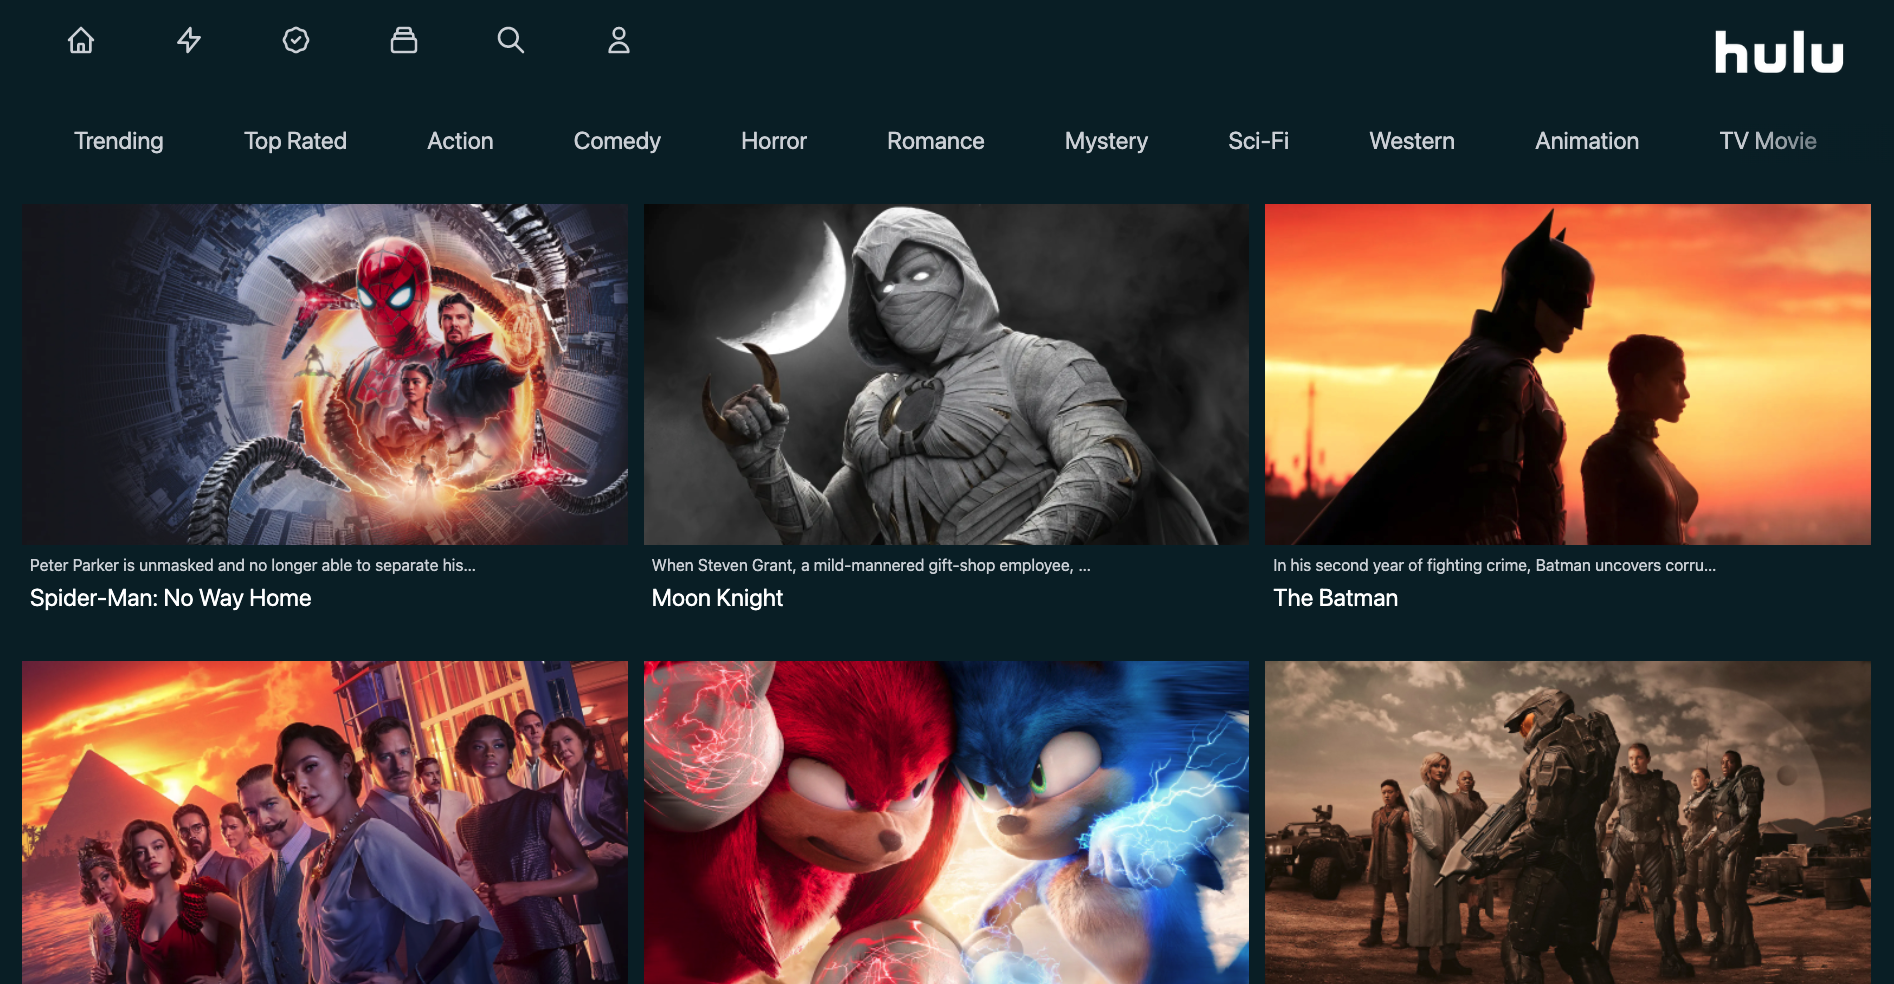 hulu
Trending
Top Rated
Action
Comedy
Horror
Romance
Mystery
Sci-Fi
Western
Animation
TV Movie
Peter Parker is unmasked and no longer able to separate his...
Spider-Man: No Way Home
When Steven Grant, a mild-mannered gift-shop employee, ...
Moon Knight
In his second year of fighting crime, Batman uncovers corru...
The Batman